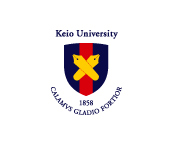 Keio University
1858
CALAMVS GLADIO FORTIOR